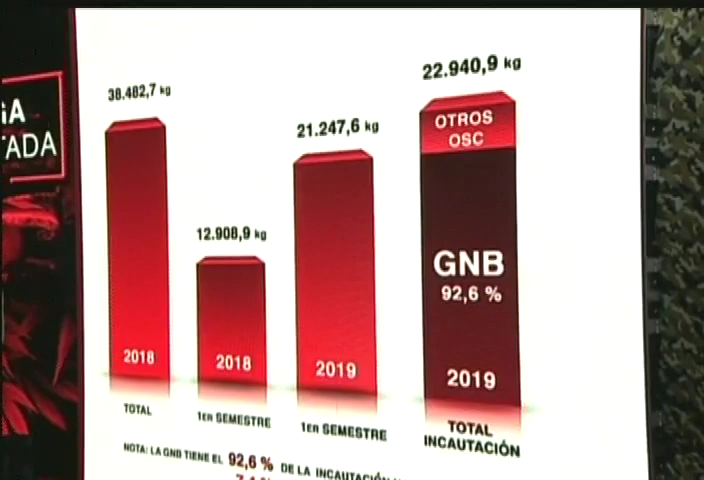 GA
TADA
38.482,7 kg
2018
TOTAL
12.908,9 kg
2018
1er SEMESTRE
21.247,6 kg
2019
1er SEMESTRE
22.940,9 kg
OTROS
OSC
GNB
92,6 %
2019
TOTAL
INCAUTACIÓN
NOTA: LA GNB TIENE EL 92,6 % DE LA INCAUTACIÓN